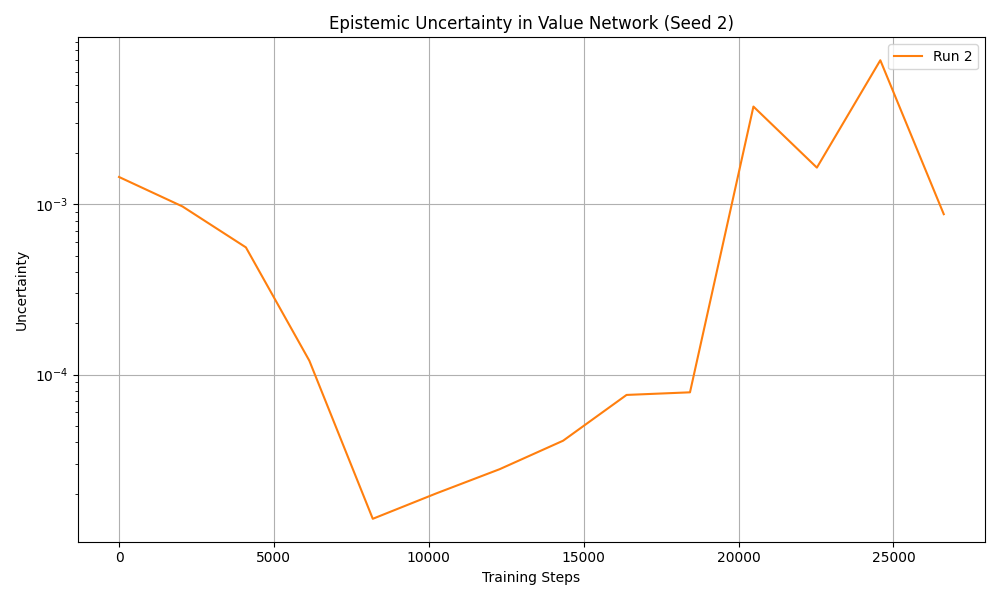 Epistemic Uncertainty in Value Network (Seed 2)
Run 2
Uncertainty
10⁻³
10⁻⁴
0 5000 10000 15000 20000 25000
Training Steps